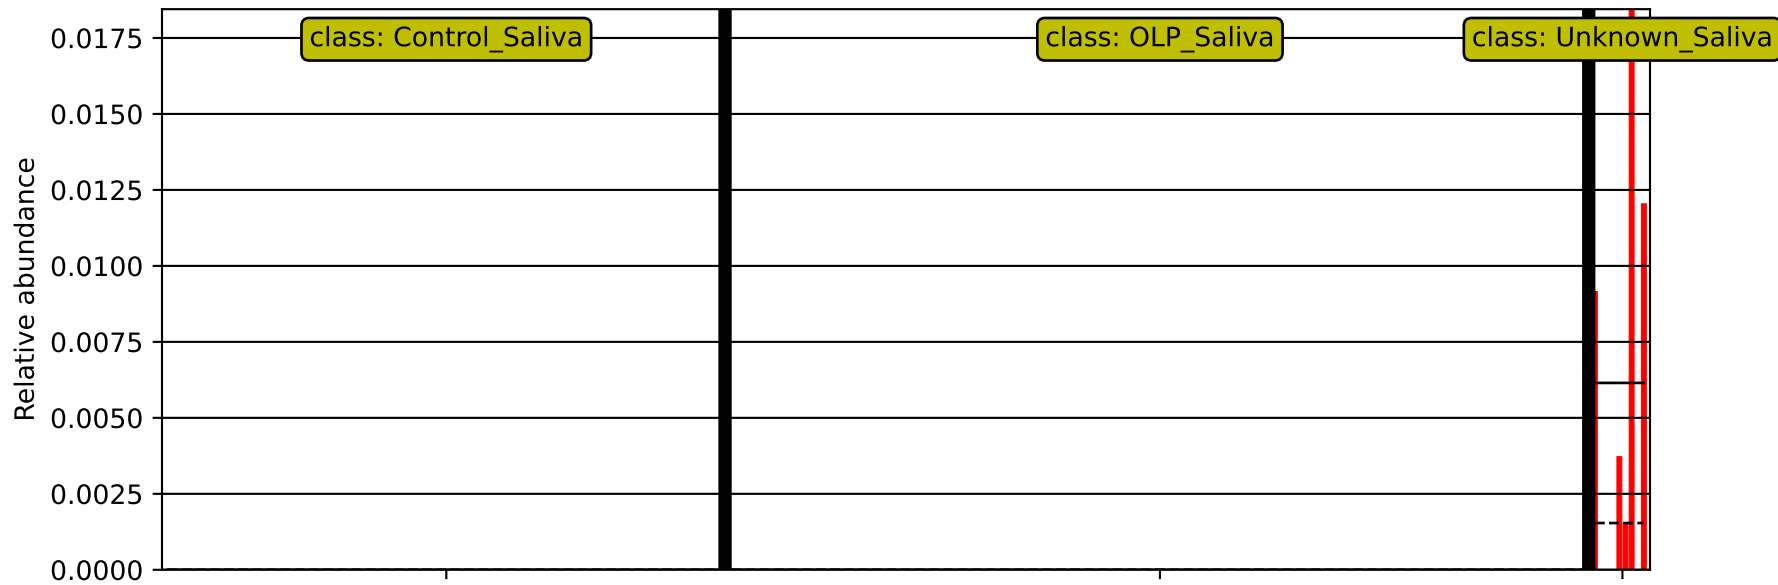 class: Control_Saliva
class: OLP_Saliva
class: Unknown_Saliva
Relative abundance
0.0175
0.0150
0.0125
0.0100
0.0075
0.0050
0.0025
0.0000